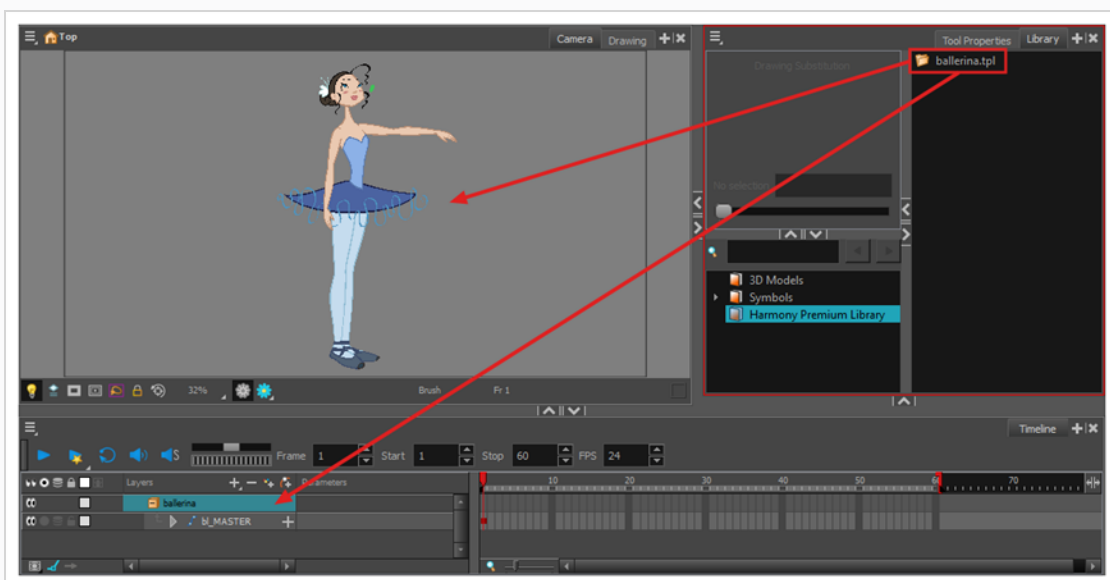 Top
Camera
Drawing
Tool Properties
Library
Drawing Substitution
ballerina.tpl
No selection
3D Models
Symbols
Harmony Premium Library
32%
Brush
Fr 1
Timeline
Frame 1 Start 1 Stop 60 FPS 24
Layers
Parameters
10 20 30 40 50 60 70
ballerina
bl_MASTER